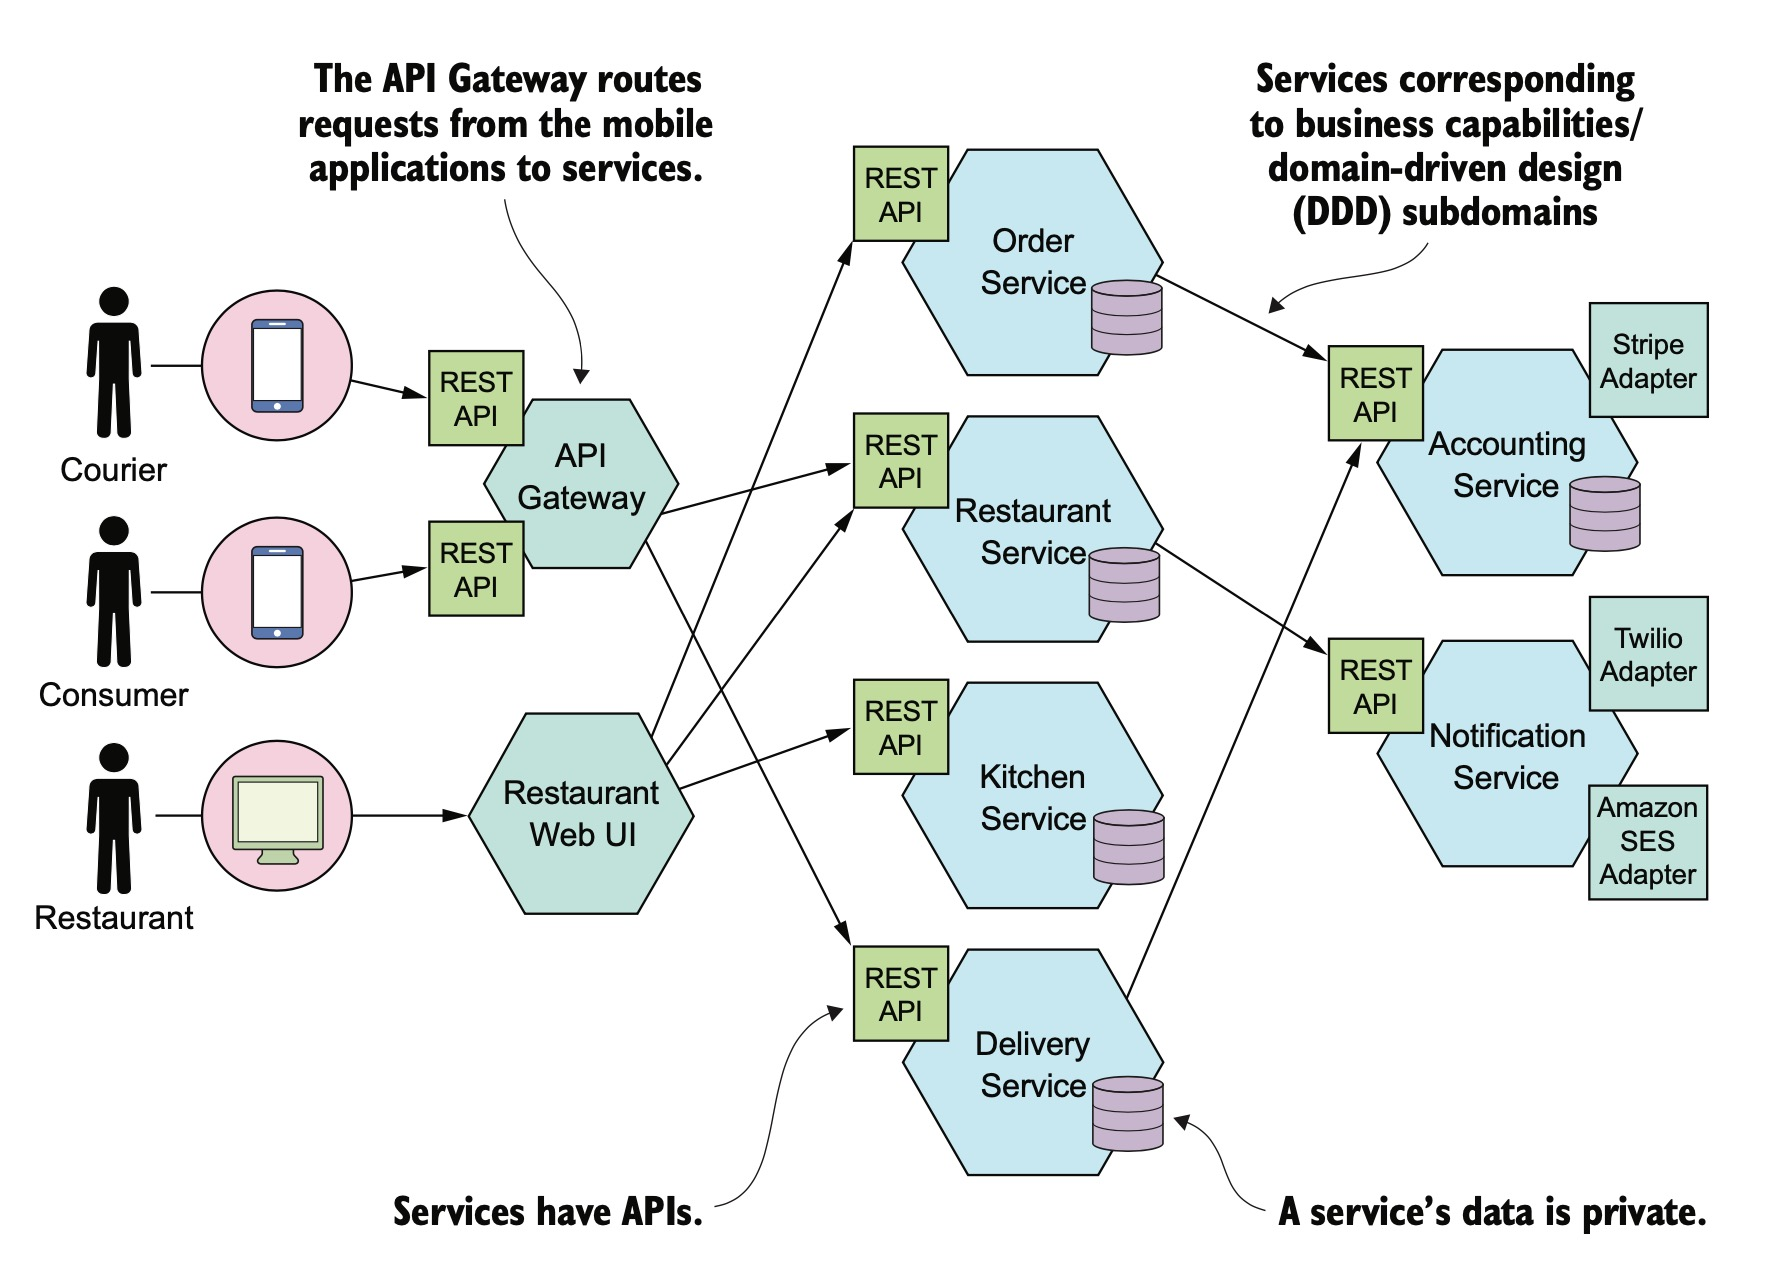 The API Gateway routes
requests from the mobile
applications to services.
Services corresponding
to business capabilities/
domain-driven design
(DDD) subdomains
Courier
Consumer
Restaurant
REST
API
REST
API
API
Gateway
Restaurant
Web UI
REST
API
Order
Service
REST
API
Restaurant
Service
REST
API
Kitchen
Service
REST
API
Delivery
Service
REST
API
Accounting
Service
Stripe
Adapter
REST
API
Notification
Service
Twilio
Adapter
Amazon
SES
Adapter
Services have APIs.
A service’s data is private.